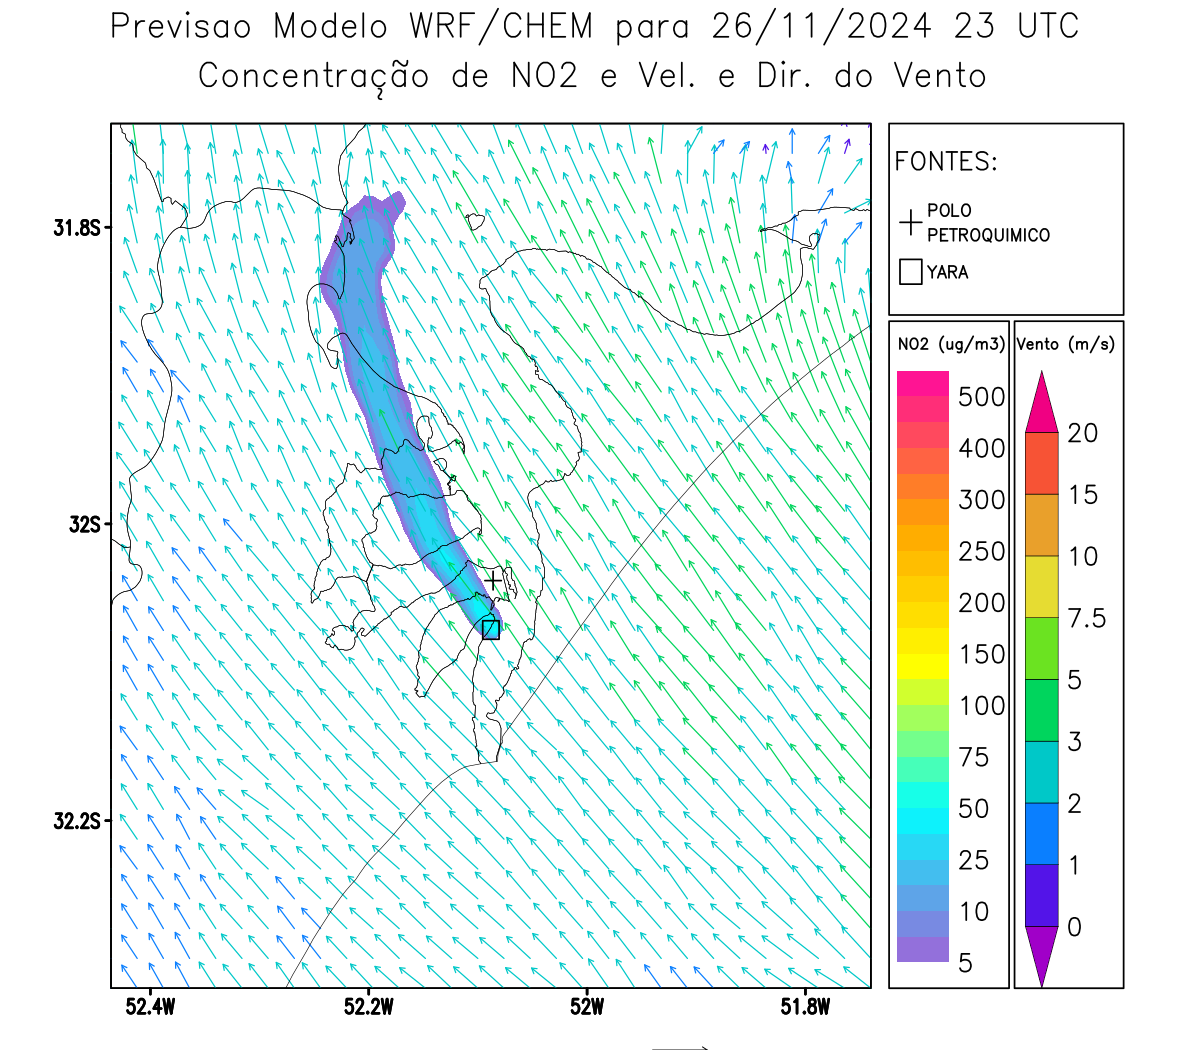 Previsao Modelo WRF/CHEM para 26/11/2024 23 UTC
Concentração de NO2 e Vel. e Dir. do Vento
FONTES:
POLO
PETROQUIMICO
YARA
31.8S
32S
32.2S
52.4W
52.2W
52W
51.8W
NO2 (ug/m3)
500
400
300
250
200
150
100
75
50
25
10
5
Vento (m/s)
20
15
10
7.5
5
3
2
1
0